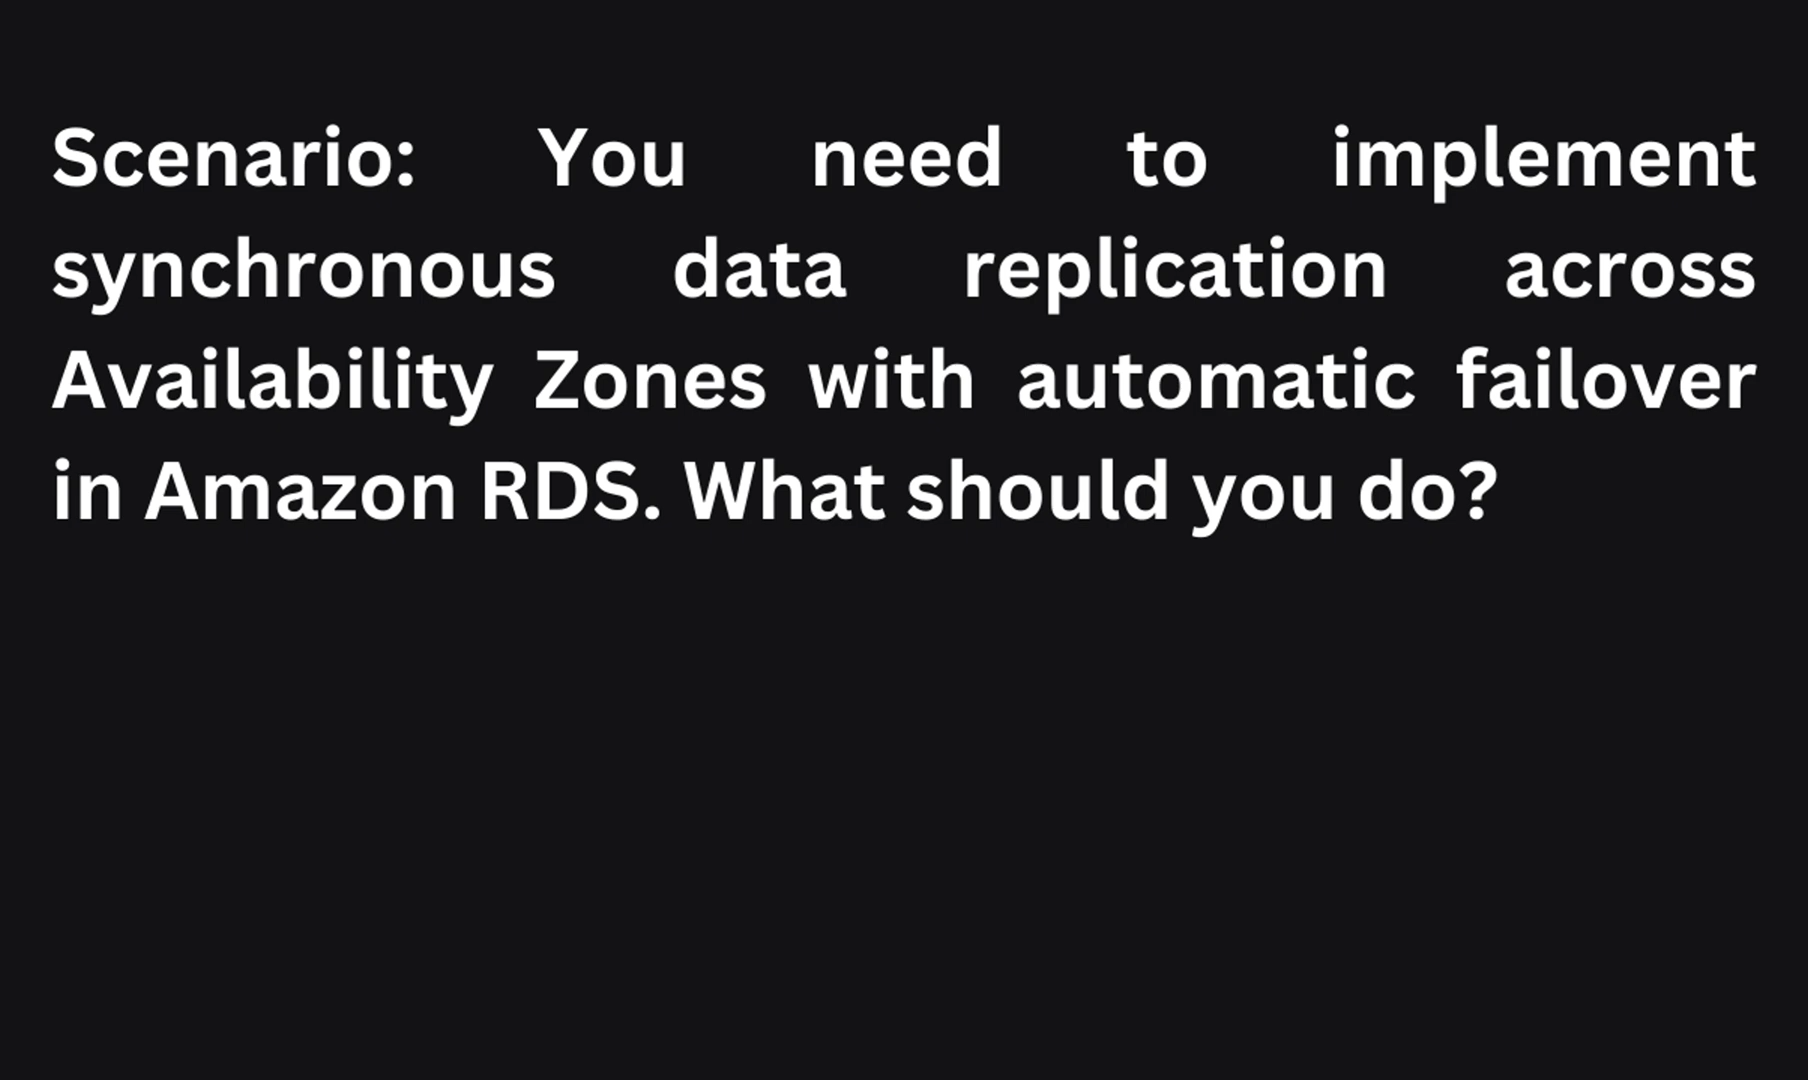 Scenario: You need to implement
synchronous data replication across
Availability Zones with automatic failover
in Amazon RDS. What should you do?